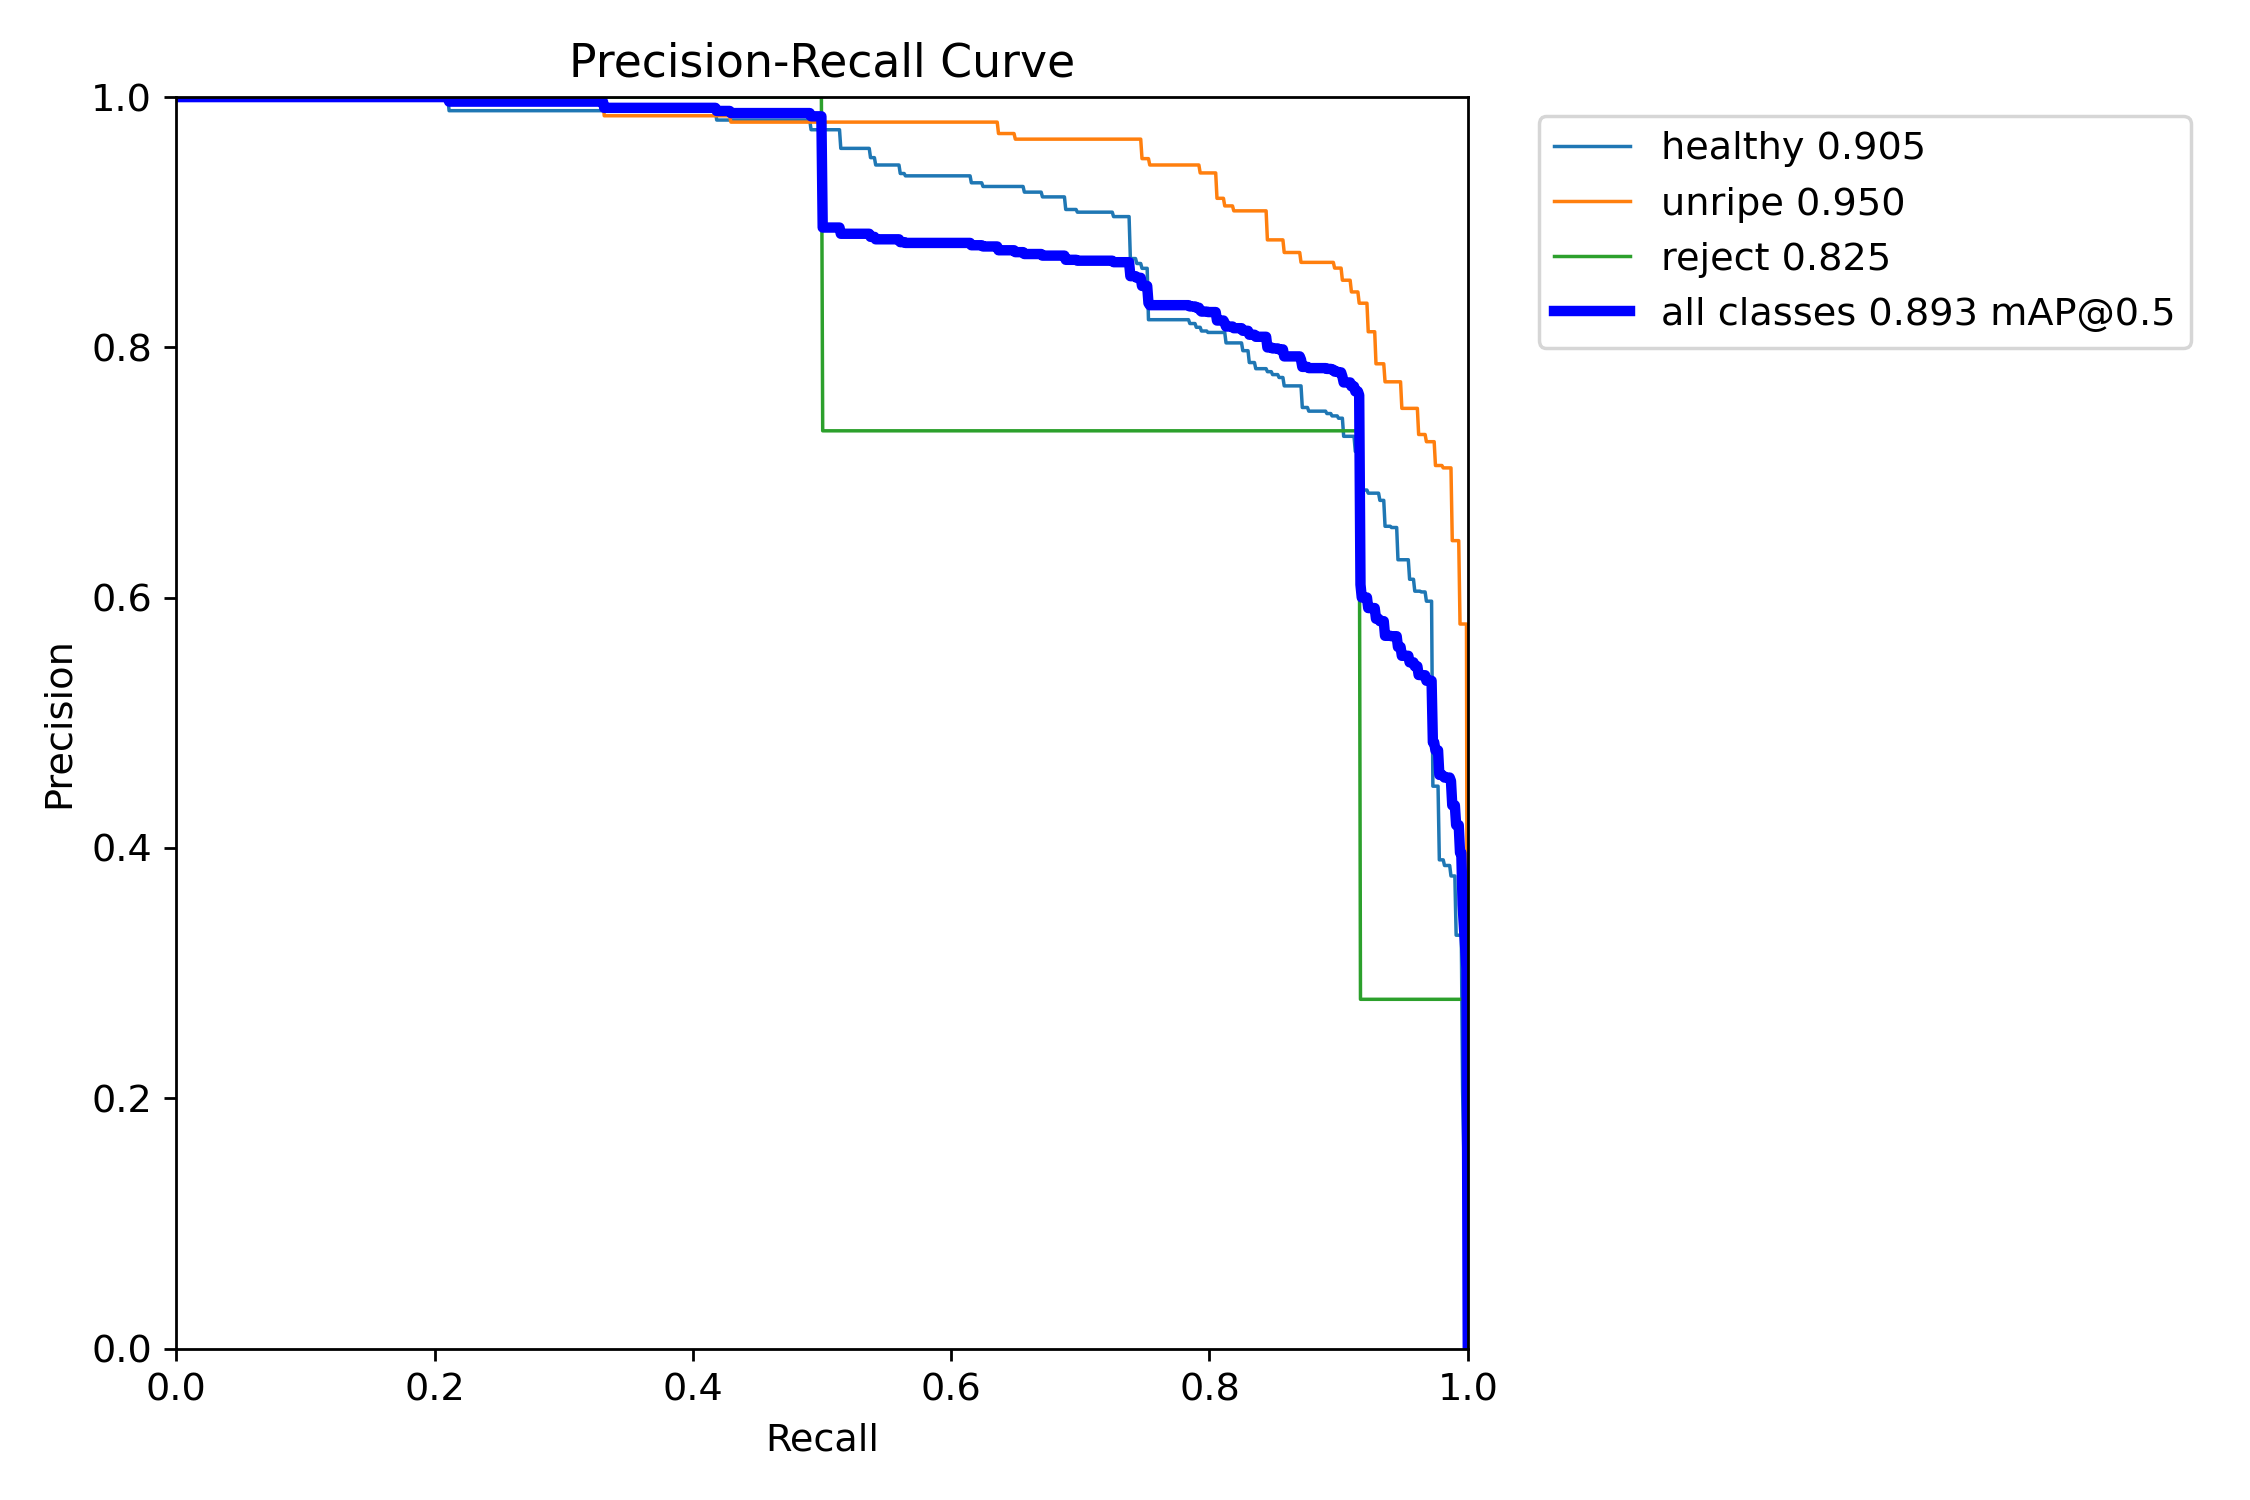 Precision-Recall Curve
1.0
0.8
0.6
0.4
0.2
0.0
Precision
0.0 0.2 0.4 0.6 0.8 1.0
Recall
healthy 0.905
unripe 0.950
reject 0.825
all classes 0.893 mAP@0.5